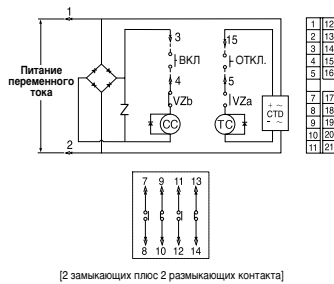 1
3
15
ВКЛ
ОТКЛ.
Питание
переменного
тока
4
5
VZb
VZa
CC
TC
+ ~
CTD
- ~
2
1 12
2 13
3 14
4 15
5 16
7 17
8 18
9 19
10 20
11 21
7 9 11 13
8 10 12 14
[2 замыкающих плюс 2 размыкающих контакта]